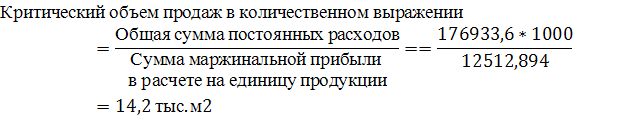 Критический объем продаж в количественном выражении
= Общая сумма постоянных расходов / Сумма маржинальной прибыли в расчете на единицу продукции == 176933,6 * 1000 / 12512,894
= 14,2 тыс. м2